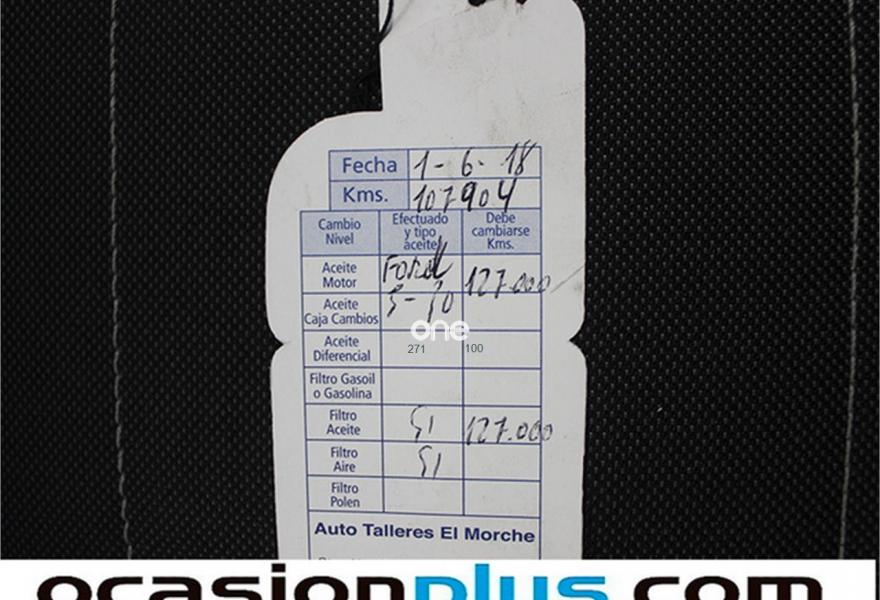 Fecha 1-6-18
Kms. 107904
Cambio Nivel Efectuado y tipo aceite Debe cambiarse Kms.
Aceite Motor Ford 127.000
5-30
Aceite Caja Cambios
one
Aceite Diferencial 271 100
Filtro Gasoil o Gasolina
Filtro Aceite SI 127.000
Filtro Aire SI
Filtro Polen
Auto Talleres El Morche
ocasionplus.com